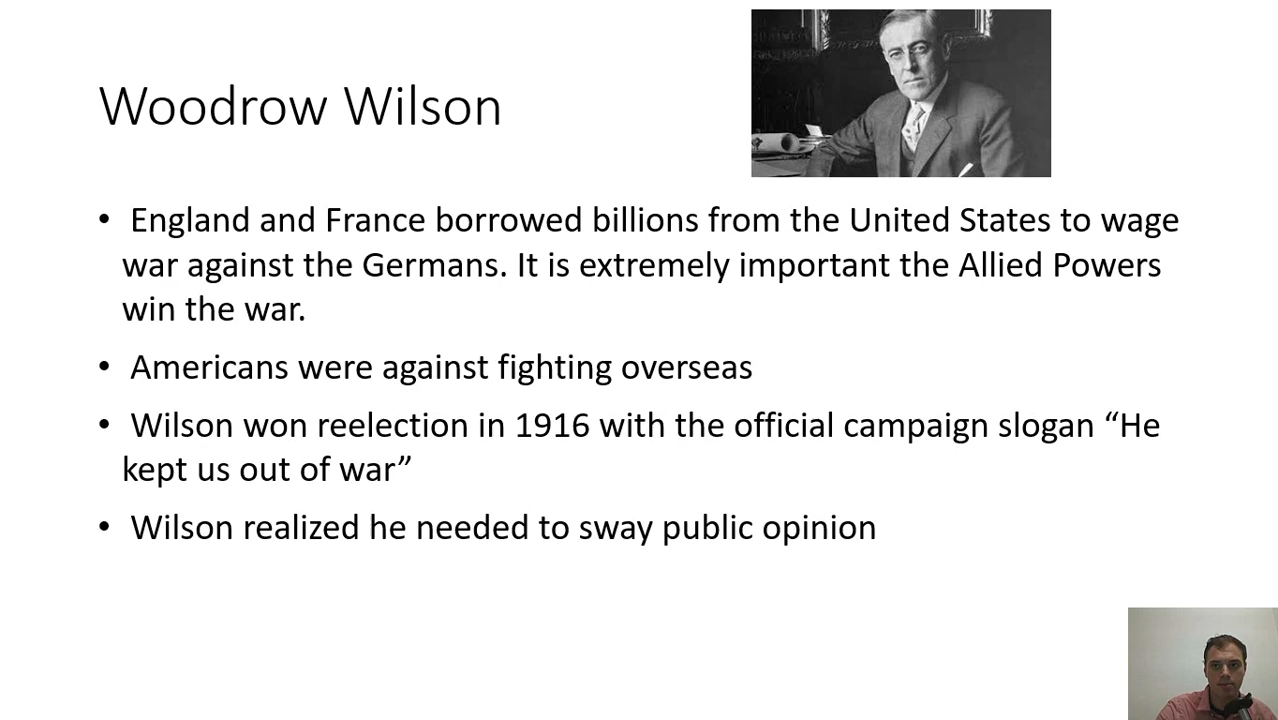 Woodrow Wilson
• England and France borrowed billions from the United States to wage
war against the Germans. It is extremely important the Allied Powers
win the war.
• Americans were against fighting overseas
• Wilson won reelection in 1916 with the official campaign slogan “He
kept us out of war”
• Wilson realized he needed to sway public opinion